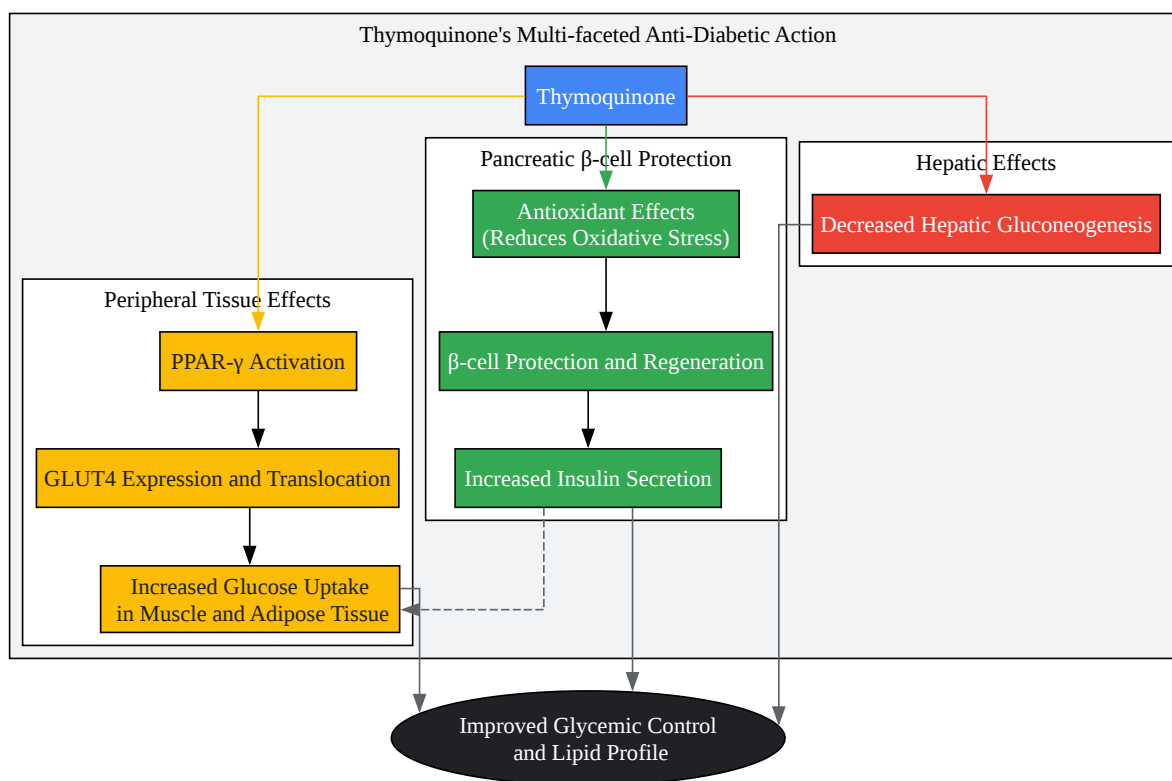 Thymoquinone's Multi-faceted Anti-Diabetic Action
Thymoquinone
Pancreatic β-cell Protection
Hepatic Effects
Antioxidant Effects
(Reduces Oxidative Stress)
Decreased Hepatic Gluconeogenesis
Peripheral Tissue Effects
PPAR-γ Activation
β-cell Protection and Regeneration
GLUT4 Expression and Translocation
Increased Insulin Secretion
Increased Glucose Uptake
in Muscle and Adipose Tissue
Improved Glycemic Control
and Lipid Profile